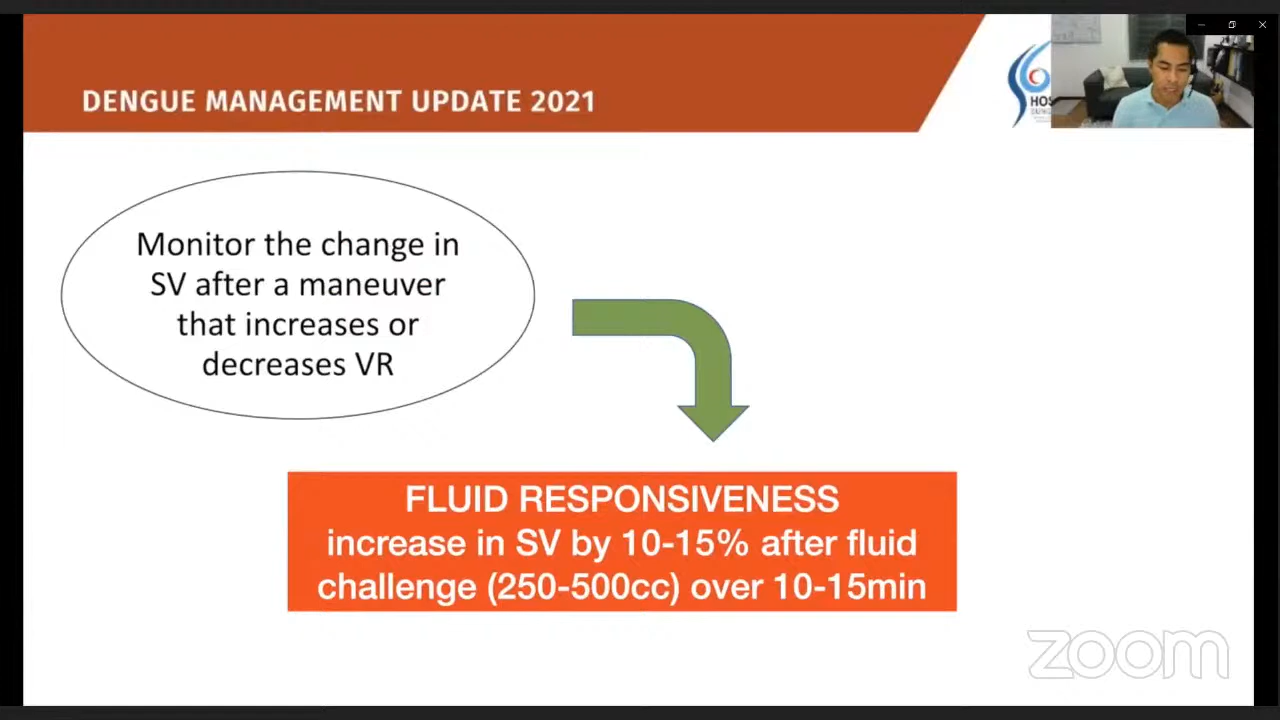 DENGUE MANAGEMENT UPDATE 2021
Monitor the change in
SV after a maneuver
that increases or
decreases VR
FLUID RESPONSIVENESS
increase in SV by 10-15% after fluid
challenge (250-500cc) over 10-15min
zoom